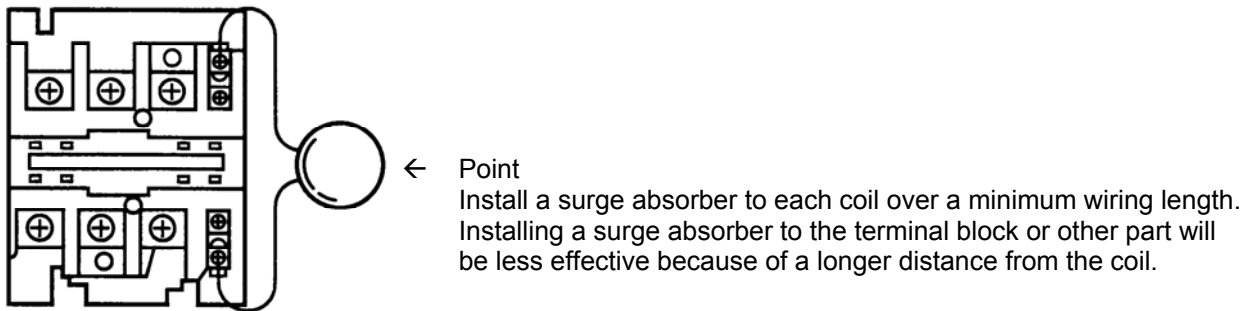 ← Point
Install a surge absorber to each coil over a minimum wiring length.
Installing a surge absorber to the terminal block or other part will
be less effective because of a longer distance from the coil.